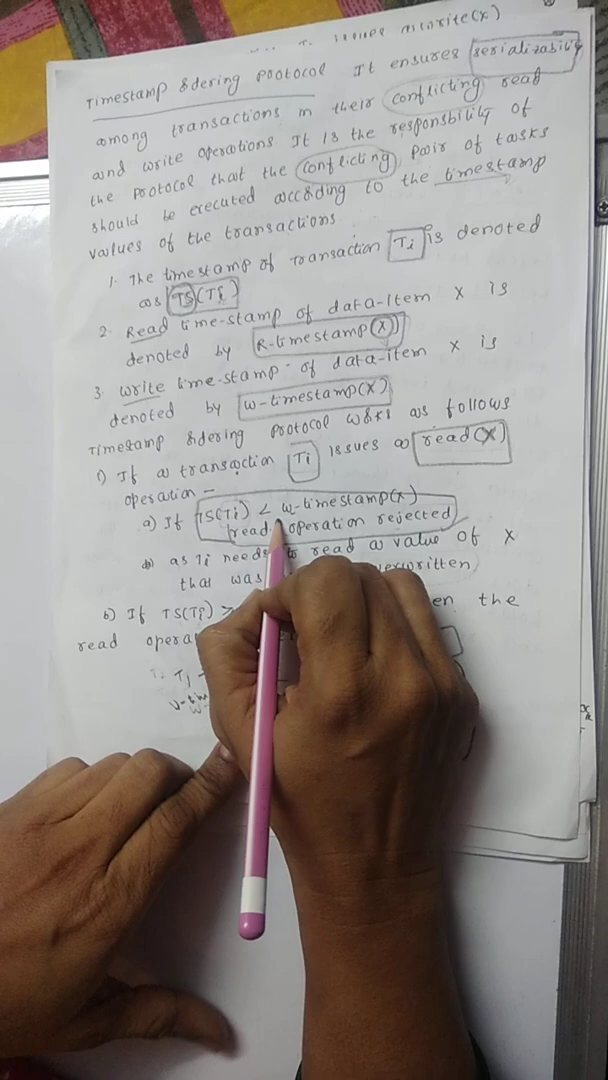 T. issues a write(x)
Timestamp ordering protocol It ensures serializability
among transactions in their conflicting read
and write operations It is the responsbility of
the protocol that the conflicting pair of tasks
should be executed according to the timestamp
values of the transactions
1. The timestamp of transaction Ti is denoted
as TS(Ti)
2. Read time-stamp of data-item x is
denoted by R-timestamp(x)
3. write time-stamp of data-item x is
denoted by w-timestamp(x)
Timestamp ordering protocol works as follows
1) If a transaction Ti issues a read(x)
operation -
a) If TS(Ti) < w-timestamp(x)
read operation rejected
as Ti needs to read a value of x
that was
b) If TS(Ti) the
read